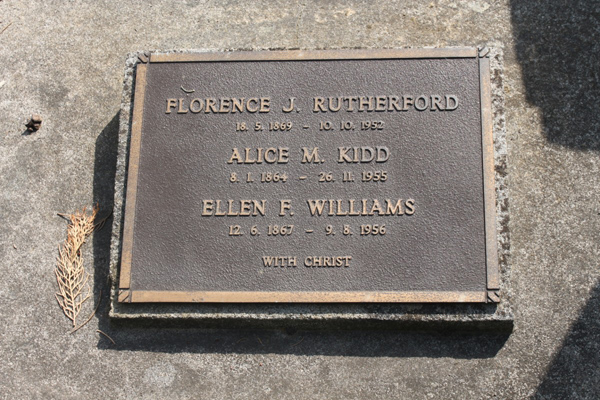 FLORENCE J. RUTHERFORD
18. 5. 1869 - 10. 10. 1952
ALICE M. KIDD
8. 1. 1864 - 26. 11. 1955
ELLEN F. WILLIAMS
12. 6. 1867 - 9. 8. 1956
WITH CHRIST